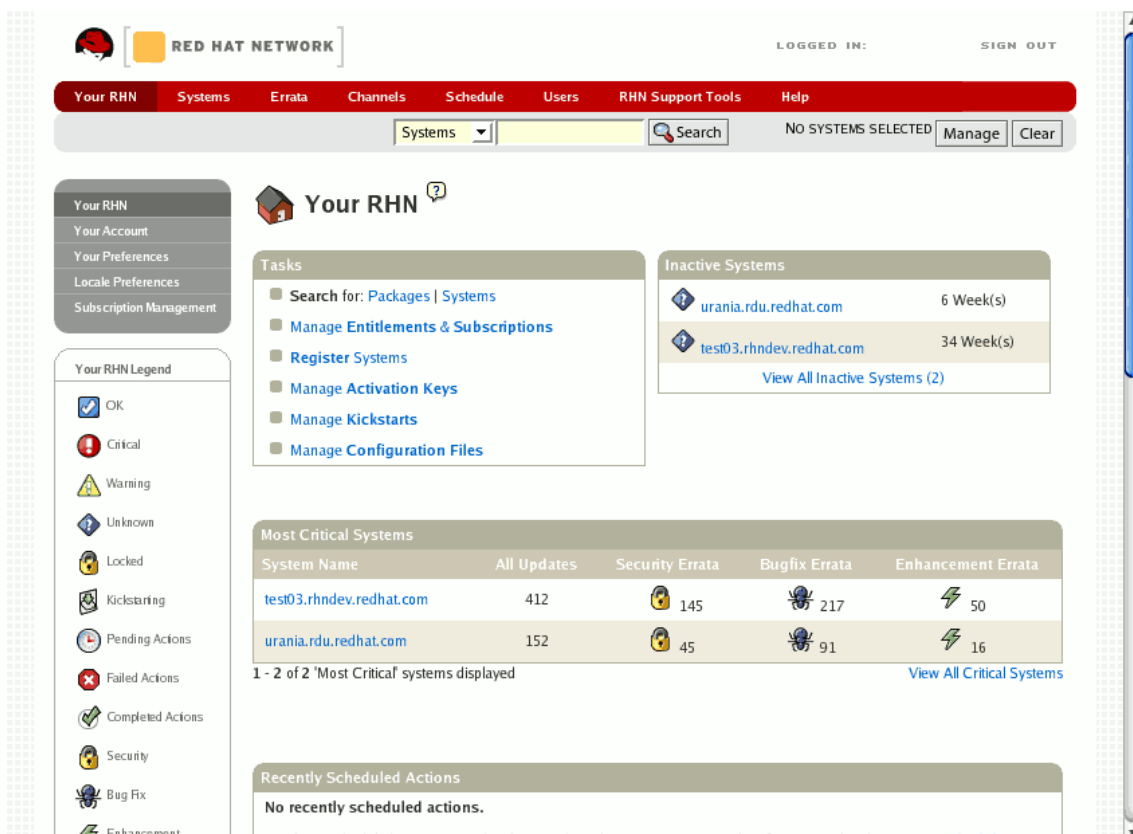 RED HAT NETWORK
LOGGED IN: SIGN OUT
Your RHN Systems Errata Channels Schedule Users RHN Support Tools Help
Systems Search NO SYSTEMS SELECTED Manage Clear
Your RHN
Your Account
Your Preferences
Locale Preferences
Subscription Management
Your RHN Legend
OK
Critical
Warning
Unknown
Locked
Kickstarting
Pending Actions
Failed Actions
Completed Actions
Security
Bug Fix
Enhancement
Your RHN ?
Tasks
Search for: Packages | Systems
Manage Entitlements & Subscriptions
Register Systems
Manage Activation Keys
Manage Kickstarts
Manage Configuration Files
Inactive Systems
urania.rdu.redhat.com 6 Week(s)
test03.rhndev.redhat.com 34 Week(s)
View All Inactive Systems (2)
Most Critical Systems
System Name All Updates Security Errata Bugfix Errata Enhancement Errata
test03.rhndev.redhat.com 412 145 217 50
urania.rdu.redhat.com 152 45 91 16
1 - 2 of 2 'Most Critical' systems displayed View All Critical Systems
Recently Scheduled Actions
No recently scheduled actions.